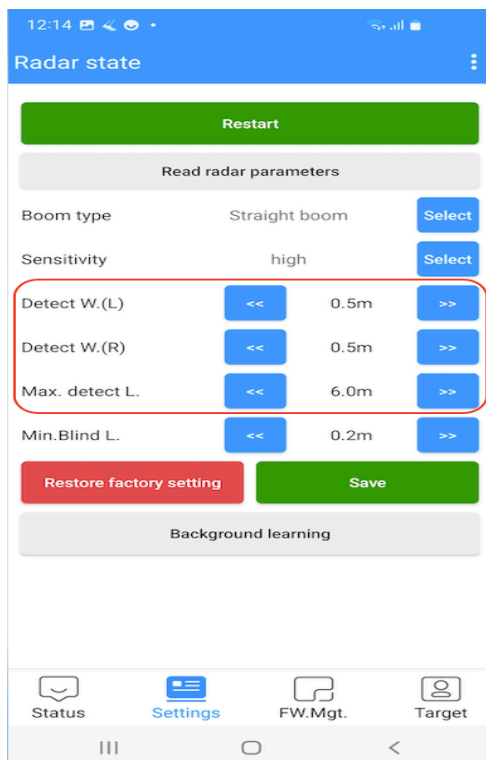 12:14
Radar state
Restart
Read radar parameters
Boom type Straight boom Select
Sensitivity high Select
Detect W.(L) << 0.5m >>
Detect W.(R) << 0.5m >>
Max. detect L. << 6.0m >>
Min.Blind L. << 0.2m >>
Restore factory setting Save
Background learning
Status Settings FW.Mgt. Target